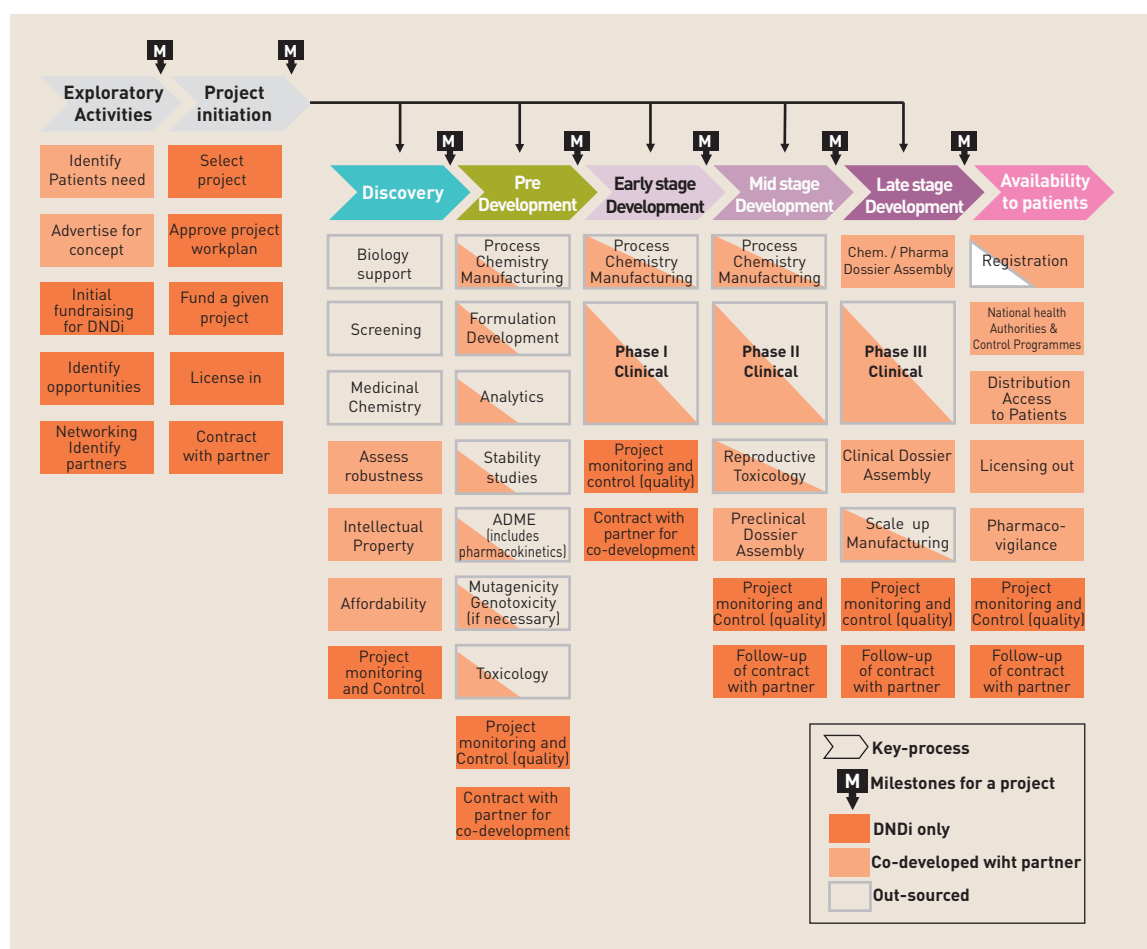 M
M
Exploratory
Activities
Project
initiation
Identify
Patients need
Advertise for
concept
Initial
fundraising
for DNDi
Identify
opportunities
Networking
Identify
partners
Select
project
Approve project
workplan
Fund a given
project
License in
Contract
with partner
M
M
M
M
M
Discovery
Pre
Development
Early stage
Development
Mid stage
Development
Late stage
Development
Availability
to patients
Biology
support
Screening
Medicinal
Chemistry
Assess
robustness
Intellectual
Property
Affordability
Project
monitoring
and Control
Process
Chemistry
Manufacturing
Formulation
Development
Analytics
Stability
studies
ADME
(includes
pharmacokinetics)
Mutagenicity
Genotoxicity
(if necessary)
Toxicology
Project
monitoring and
Control (quality)
Contract with
partner for
co-development
Process
Chemistry
Manufacturing
Phase I
Clinical
Project
monitoring and
control (quality)
Contract with
partner for
co-development
Process
Chemistry
Manufacturing
Phase II
Clinical
Reproductive
Toxicology
Preclinical
Dossier
Assembly
Project
monitoring and
Control (quality)
Follow-up
of contract
with partner
Chem. / Pharma
Dossier Assembly
Phase III
Clinical
Clinical Dossier
Assembly
Scale up
Manufacturing
Project
monitoring and
control (quality)
Follow-up
of contract
with partner
Registration
National health
Authorities &
Control Programmes
Distribution
Access
to Patients
Licensing out
Pharmaco-
vigilance
Project
monitoring and
Control (quality)
Follow-up
of contract
with partner
Key-process
M
Milestones for a project
DNDi only
Co-developed wiht partner
Out-sourced